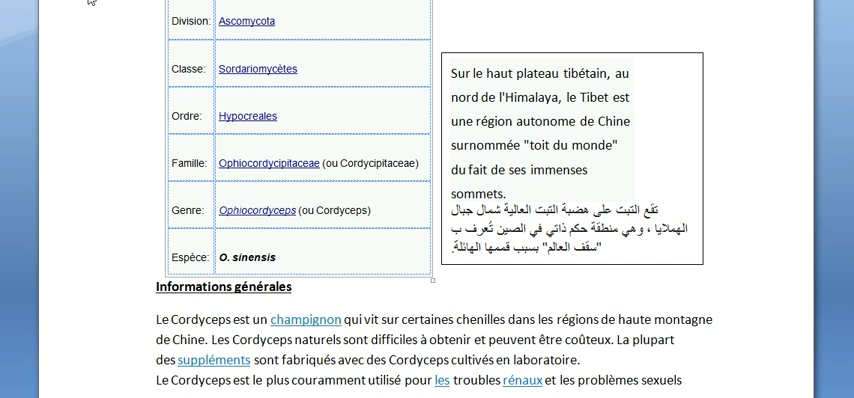 Division: Ascomycota
Classe: Sordariomycètes
Ordre: Hypocreales
Famille: Ophiocordycipitaceae (ou Cordycipitaceae)
Genre: Ophiocordyceps (ou Cordyceps)
Espèce: O. sinensis
Sur le haut plateau tibétain, au
nord de l'Himalaya, le Tibet est
une région autonome de Chine
surnommée "toit du monde"
du fait de ses immenses
sommets.
تقع التبت على هضبة التبت العالية شمال جبال
الهملايا ، وهي منطقة حكم ذاتي في الصين تُعرف ب
"سقف العالم" بسبب قممها الهائلة.
Informations générales
Le Cordyceps est un champignon qui vit sur certaines chenilles dans les régions de haute montagne
de Chine. Les Cordyceps naturels sont difficiles à obtenir et peuvent être coûteux. La plupart
des suppléments sont fabriqués avec des Cordyceps cultivés en laboratoire.
Le Cordyceps est le plus couramment utilisé pour les troubles rénaux et les problèmes sexuels